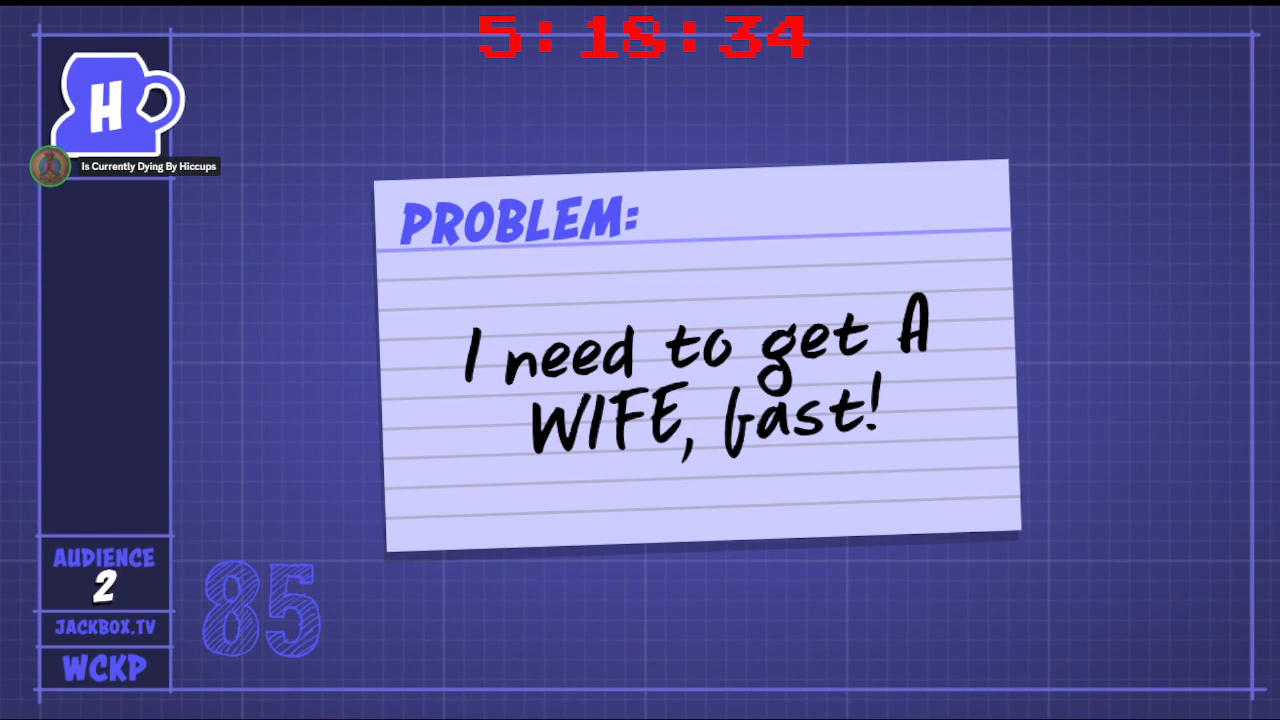 5:18:34
H
Is Currently Dying By Hiccups
PROBLEM:
I need to get A
WIFE, fast!
AUDIENCE
2
JACKBOX.TV
WCKP
85